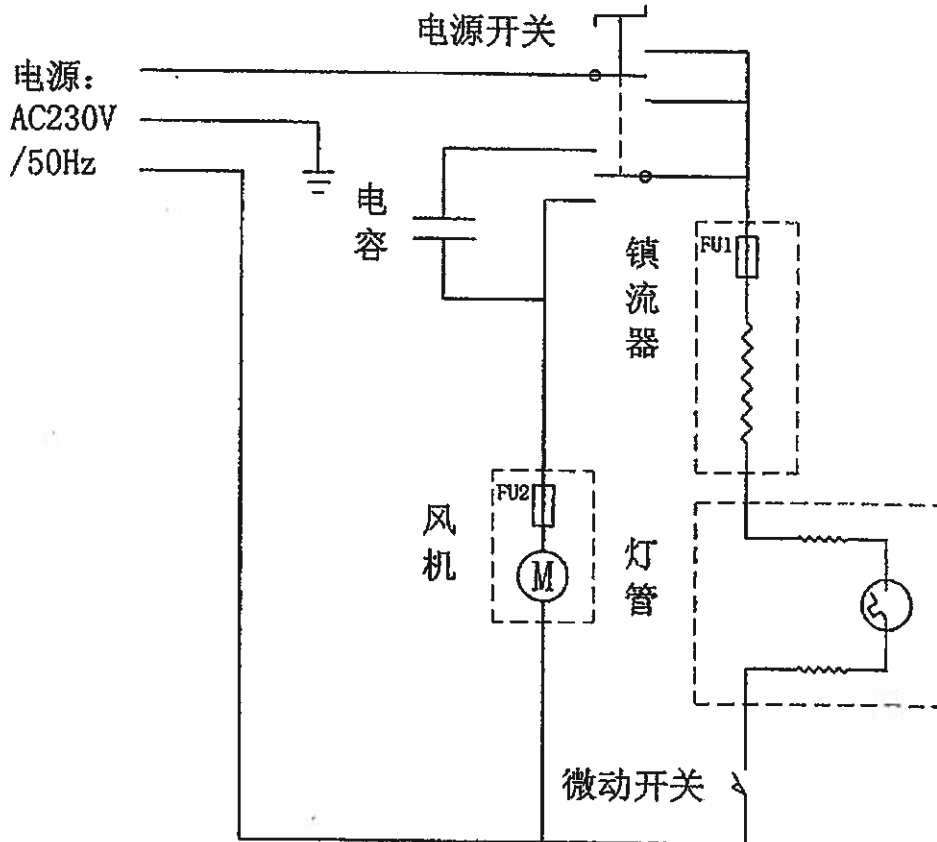 电源开关
电源:
AC230V
/50Hz
电
容
镇
流
器
FU1
风
机
FU2
M
灯
管
微动开关